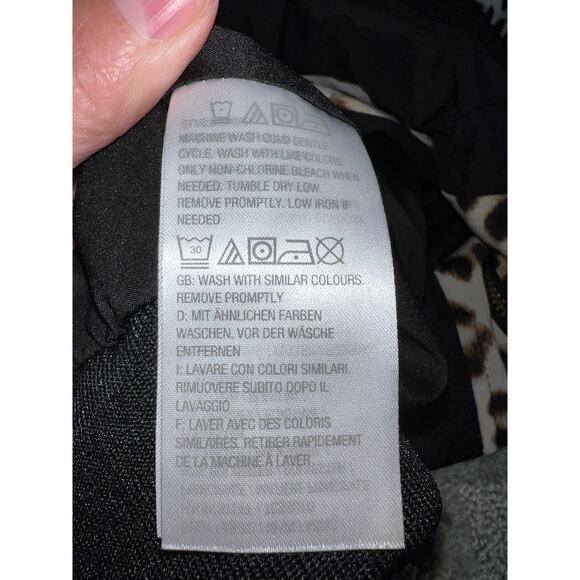 MACHINE WASH COLD GENTLE
CYCLE. WASH WITH LIKE COLORS.
ONLY NON-CHLORINE BLEACH WHEN
NEEDED. TUMBLE DRY LOW
REMOVE PROMPTLY. LOW IRON IF
NEEDED
30
GB: WASH WITH SIMILAR COLOURS.
REMOVE PROMPTLY
D: MIT ÄHNLICHEN FARBEN
WASCHEN. VOR DER WÄSCHE
ENTFERNEN
I: LAVARE CON COLORI SIMILARI.
RIMUOVERE SUBITO DOPO IL
LAVAGGIO
F: LAVER AVEC DES COLORIS
SIMILAIRES. RETIRER RAPIDEMENT
DE LA MACHINE À LAVER